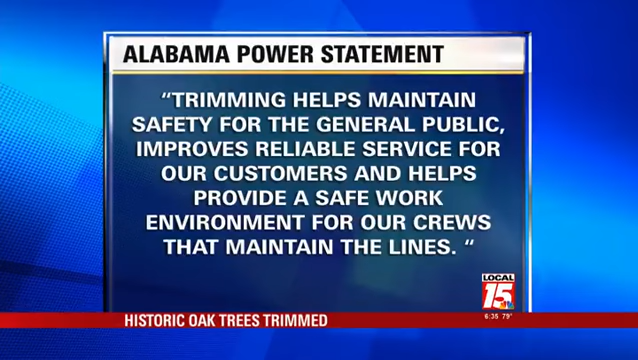 ALABAMA POWER STATEMENT
“TRIMMING HELPS MAINTAIN
SAFETY FOR THE GENERAL PUBLIC,
IMPROVES RELIABLE SERVICE FOR
OUR CUSTOMERS AND HELPS
PROVIDE A SAFE WORK
ENVIRONMENT FOR OUR CREWS
THAT MAINTAIN THE LINES. “
LOCAL
15
6:35 79°
HISTORIC OAK TREES TRIMMED